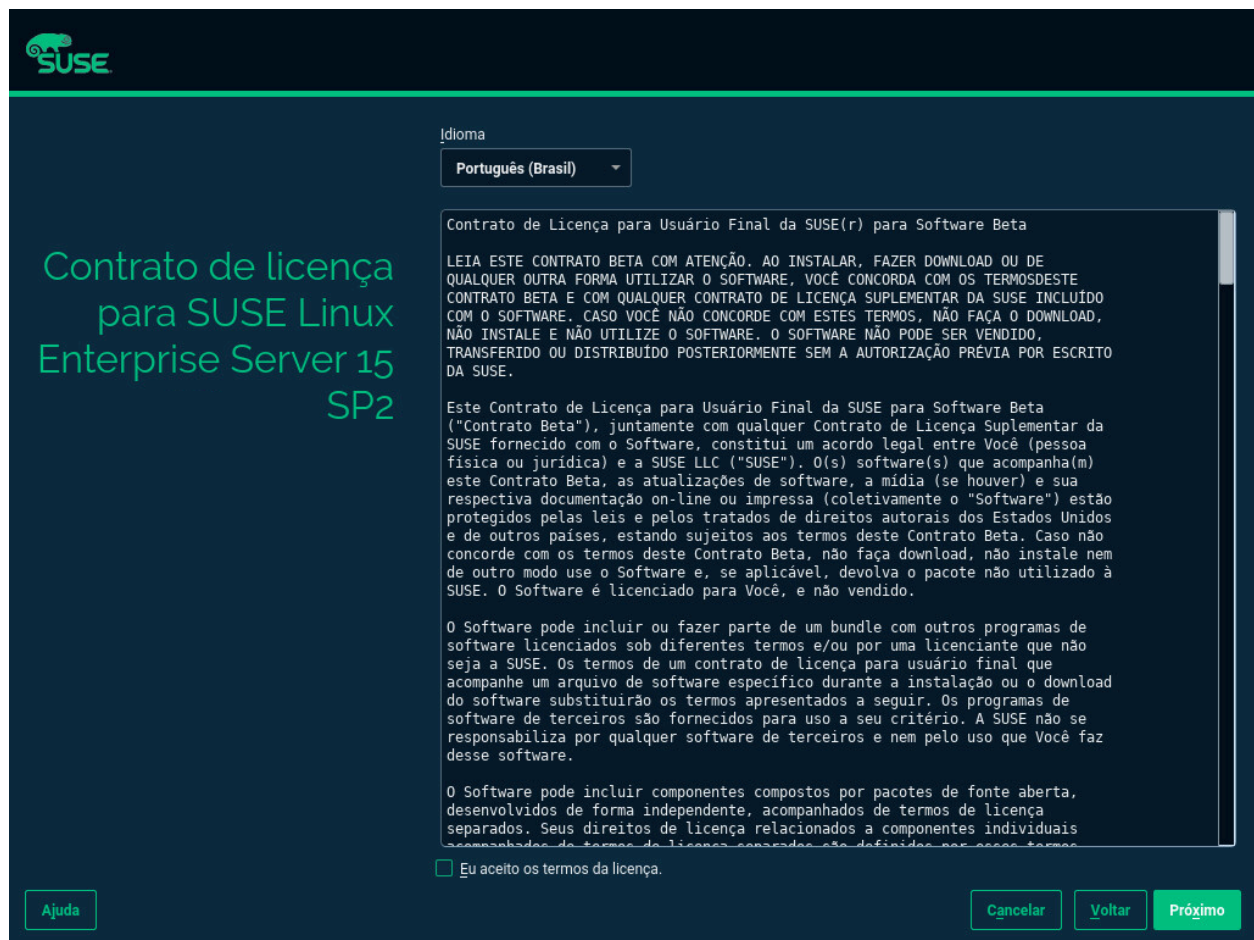 SUSE
Idioma
Português (Brasil)
Contrato de licença
para SUSE Linux
Enterprise Server 15
SP2
Contrato de Licença para Usuário Final da SUSE(r) para Software Beta
LEIA ESTE CONTRATO BETA COM ATENÇÃO. AO INSTALAR, FAZER DOWNLOAD OU DE
QUALQUER OUTRA FORMA UTILIZAR O SOFTWARE, VOCÊ CONCORDA COM OS TERMOSDESTE
CONTRATO BETA E COM QUALQUER CONTRATO DE LICENÇA SUPLEMENTAR DA SUSE INCLUÍDO
COM O SOFTWARE. CASO VOCÊ NÃO CONCORDE COM ESTES TERMOS, NÃO FAÇA O DOWNLOAD,
NÃO INSTALE E NÃO UTILIZE O SOFTWARE. O SOFTWARE NÃO PODE SER VENDIDO,
TRANSFERIDO OU DISTRIBUÍDO POSTERIORMENTE SEM A AUTORIZAÇÃO PRÉVIA POR ESCRITO
DA SUSE.
Este Contrato de Licença para Usuário Final da SUSE para Software Beta
("Contrato Beta"), juntamente com qualquer Contrato de Licença Suplementar da
SUSE fornecido com o Software, constitui um acordo legal entre Você (pessoa
física ou jurídica) e a SUSE LLC ("SUSE"). O(s) software(s) que acompanha(m)
este Contrato Beta, as atualizações de software, a mídia (se houver) e sua
respectiva documentação on-line ou impressa (coletivamente o "Software") estão
protegidos pelas leis e pelos tratados de direitos autorais dos Estados Unidos
e de outros países, estando sujeitos aos termos deste Contrato Beta. Caso não
concorde com os termos deste Contrato Beta, não faça download, não instale nem
de outro modo use o Software e, se aplicável, devolva o pacote não utilizado à
SUSE. O Software é licenciado para Você, e não vendido.
O Software pode incluir ou fazer parte de um bundle com outros programas de
software licenciados sob diferentes termos e/ou por uma licenciante que não
seja a SUSE. Os termos de um contrato de licença para usuário final que
acompanhe um arquivo de software específico durante a instalação ou o download
do software substituirão os termos apresentados a seguir. Os programas de
software de terceiros são fornecidos para uso a seu critério. A SUSE não se
responsabiliza por qualquer software de terceiros e nem pelo uso que Você faz
desse software.
O Software pode incluir componentes compostos por pacotes de fonte aberta,
desenvolvidos de forma independente, acompanhados de termos de licença
separados. Seus direitos de licença relacionados a componentes individuais
acompanhados de termos de licença separados são definidos por esses termos
Eu aceito os termos da licença.
Ajuda
Cancelar
Voltar
Próximo